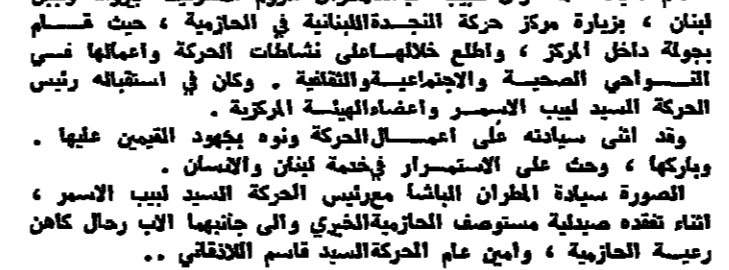 لبنان ، بزيارة مركز حركة النجدة اللبنانية في الحازمية ، حيث قام
بجولة داخل المركز ، واطلع خلالها على نشاطات الحركة واعمالها في
النواحي الصحية والاجتماعية والثقافية . وكان في استقباله رئيس
الحركة السيد لبيب الاسمر واعضاء الهيئة المركزية .
وقد اثنى سيادته على اعمال الحركة ونوه بجهود القيمين عليها .
وباركها ، وحث على الاستمرار في خدمة لبنان والانسان .
الصورة سيادة المطران الباشا مع رئيس الحركة السيد لبيب الاسمر ،
اثناء تفقده صيدلية مستوصف الحازمية الخيري والى جانبهما الاب رحال كاهن
رعية الحازمية ، وامين عام الحركة السيد قاسم اللاذقاني ..